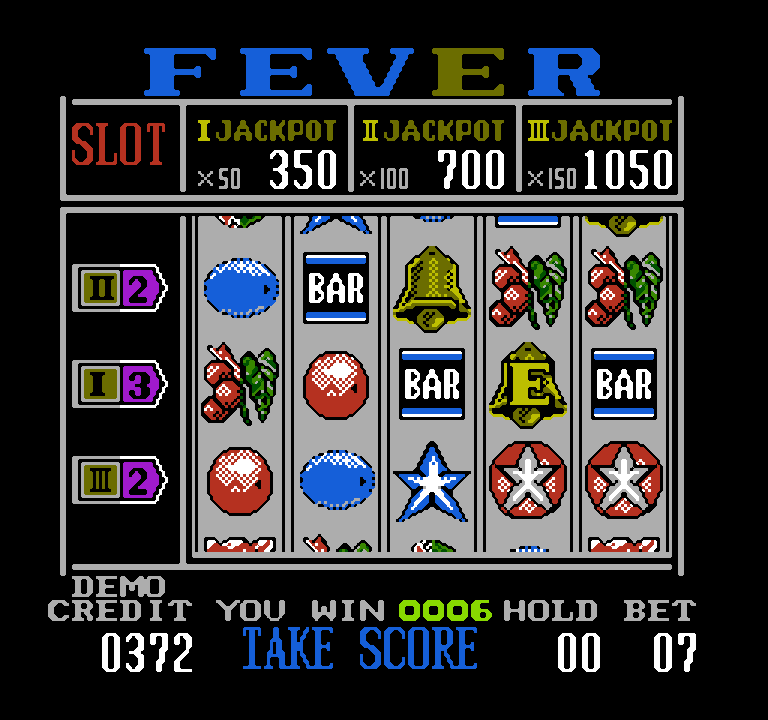 FEVER
SLOT I JACKPOT II JACKPOT III JACKPOT
×50 350 ×100 700 ×150 1050
II 2 BAR
I 3 BAR E BAR
III 2
DEMO
CREDIT YOU WIN 0006 HOLD BET
0372 TAKE SCORE 00 07